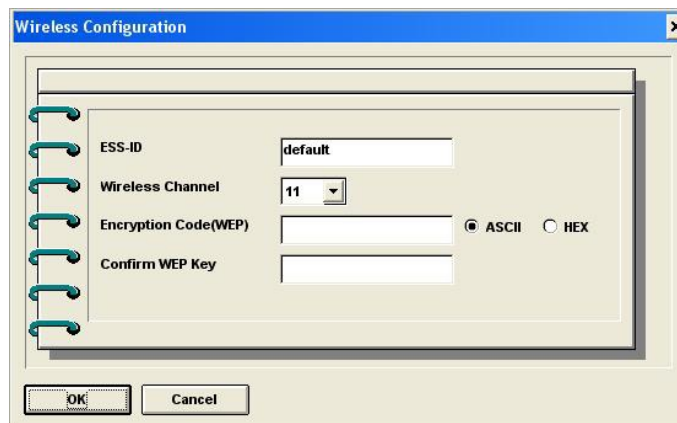 Wireless Configuration
ESS-ID default
Wireless Channel 11
Encryption Code(WEP) ASCII HEX
Confirm WEP Key
OK Cancel